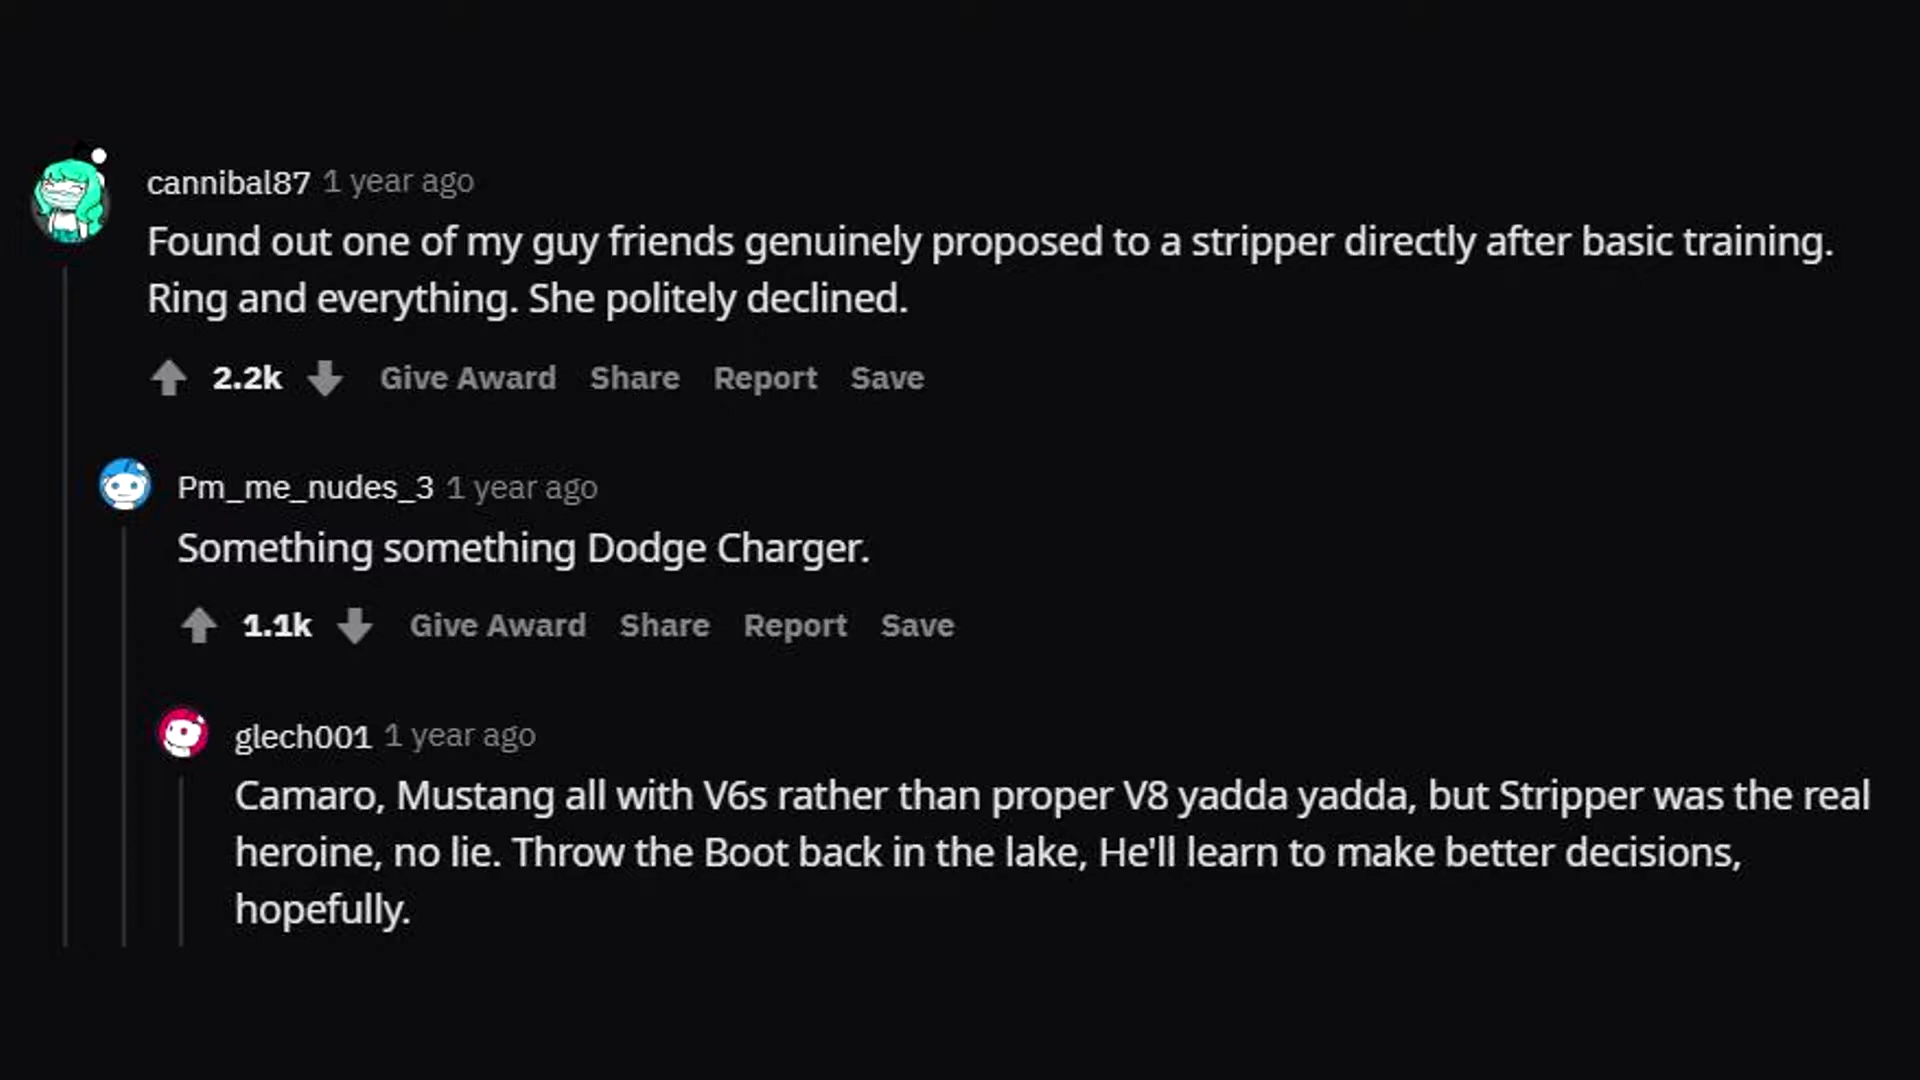 cannibal87 1 year ago
Found out one of my guy friends genuinely proposed to a stripper directly after basic training.
Ring and everything. She politely declined.
2.2k Give Award Share Report Save
Pm_me_nudes_3 1 year ago
Something something Dodge Charger.
1.1k Give Award Share Report Save
glech001 1 year ago
Camaro, Mustang all with V6s rather than proper V8 yadda yadda, but Stripper was the real
heroine, no lie. Throw the Boot back in the lake, He'll learn to make better decisions,
hopefully.